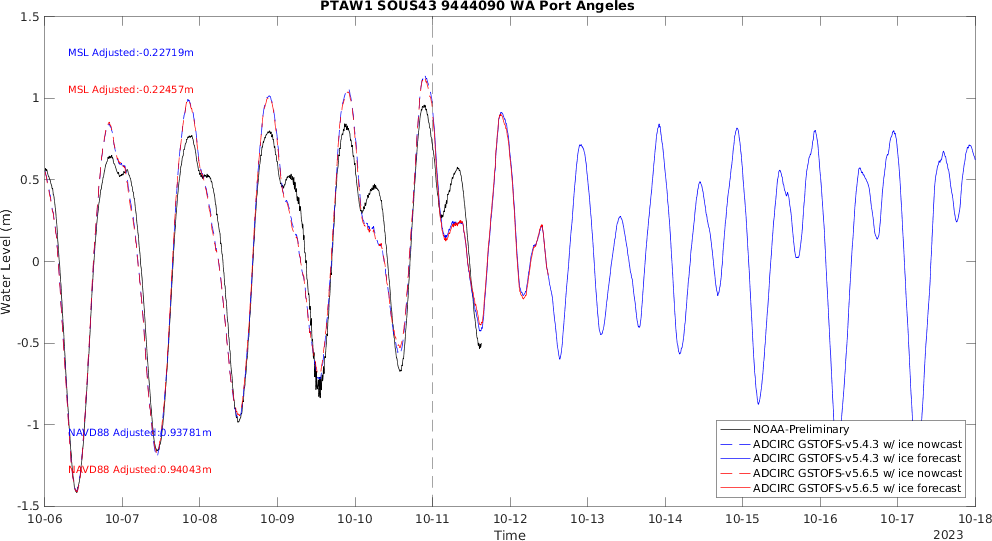 PTAW1 SOUS43 9444090 WA Port Angeles
1.5
1
0.5
0
-0.5
-1
-1.5
Water Level (m)
MSL Adjusted:-0.22719m
MSL Adjusted:-0.22457m
NAVD88 Adjusted:0.93781m
NAVD88 Adjusted:0.94043m
NOAA-Preliminary
ADCIRC GSTOFS-v5.4.3 w/ ice nowcast
ADCIRC GSTOFS-v5.4.3 w/ ice forecast
ADCIRC GSTOFS-v5.6.5 w/ ice nowcast
ADCIRC GSTOFS-v5.6.5 w/ ice forecast
10-06 10-07 10-08 10-09 10-10 10-11 10-12 10-13 10-14 10-15 10-16 10-17 10-18
Time
2023